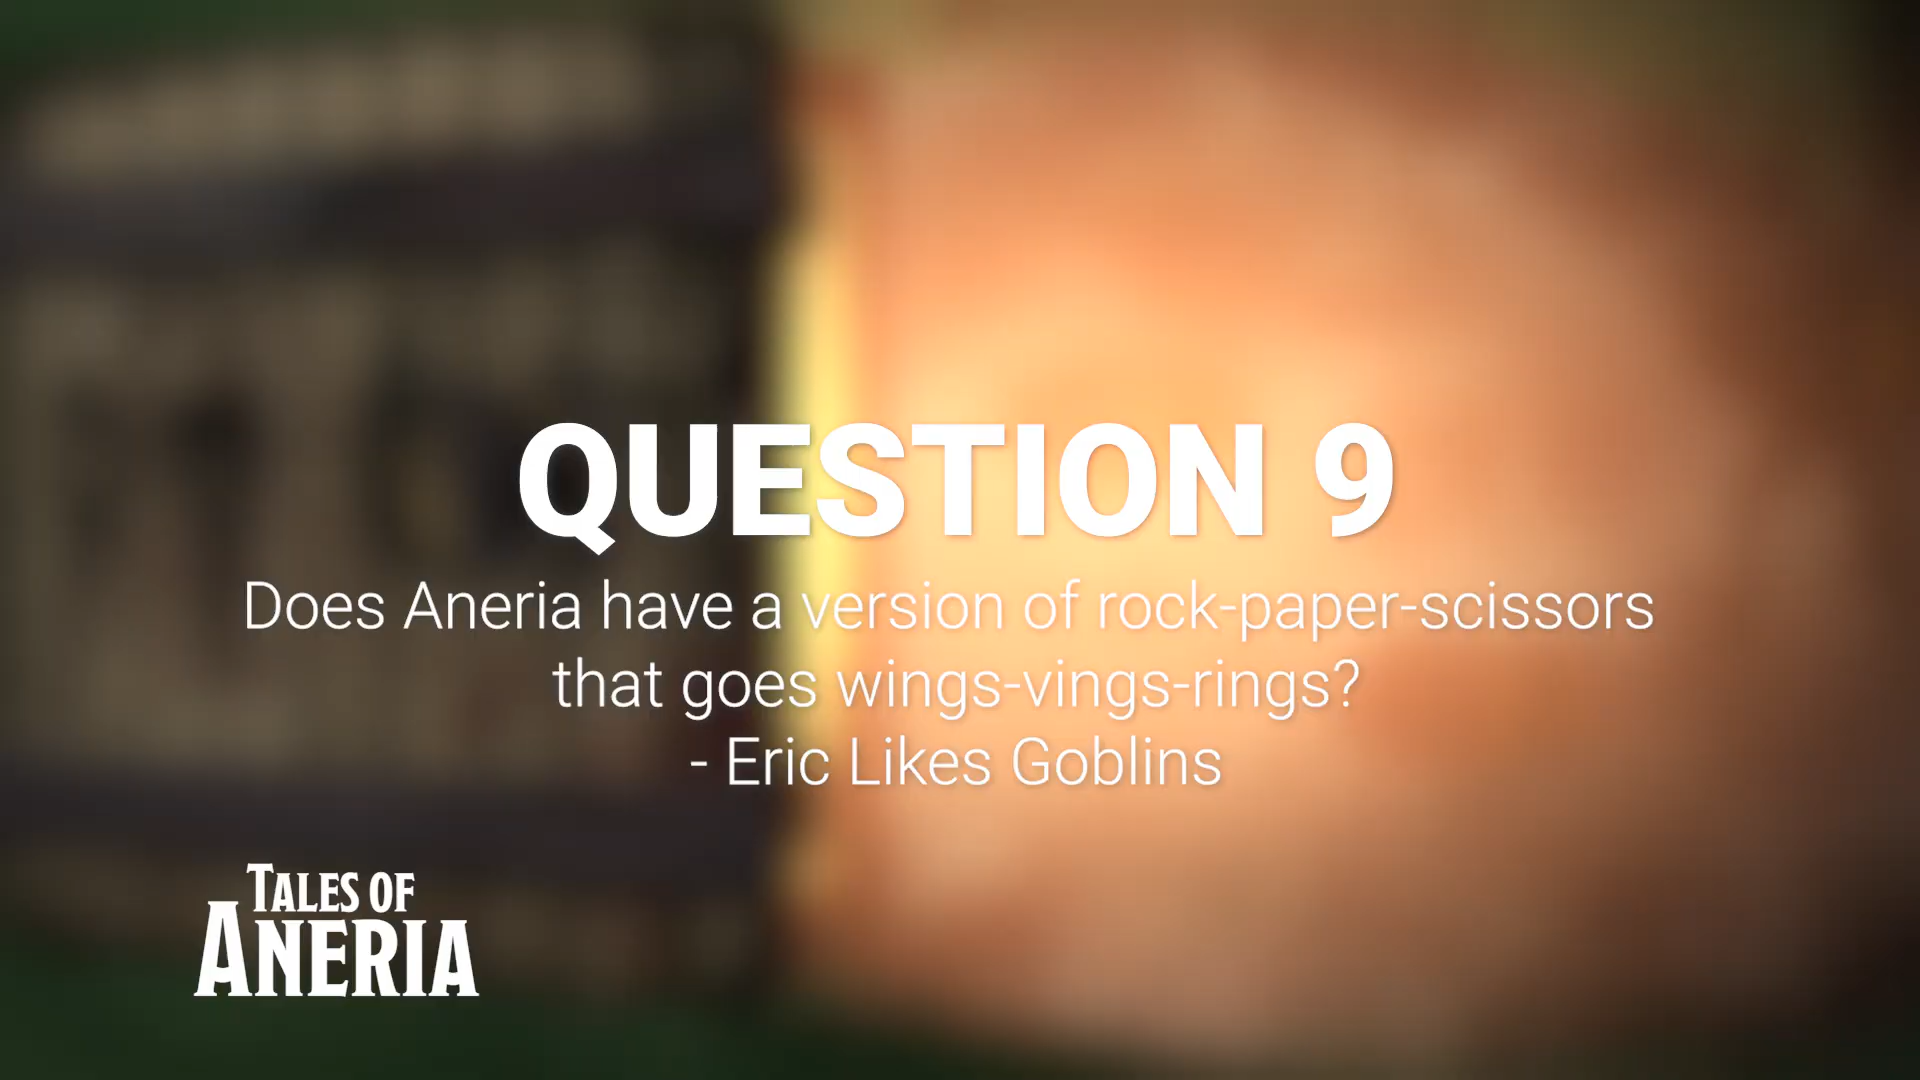 QUESTION 9
Does Aneria have a version of rock-paper-scissors
that goes wings-vings-rings?
- Eric Likes Goblins
TALES OF
ANERIA